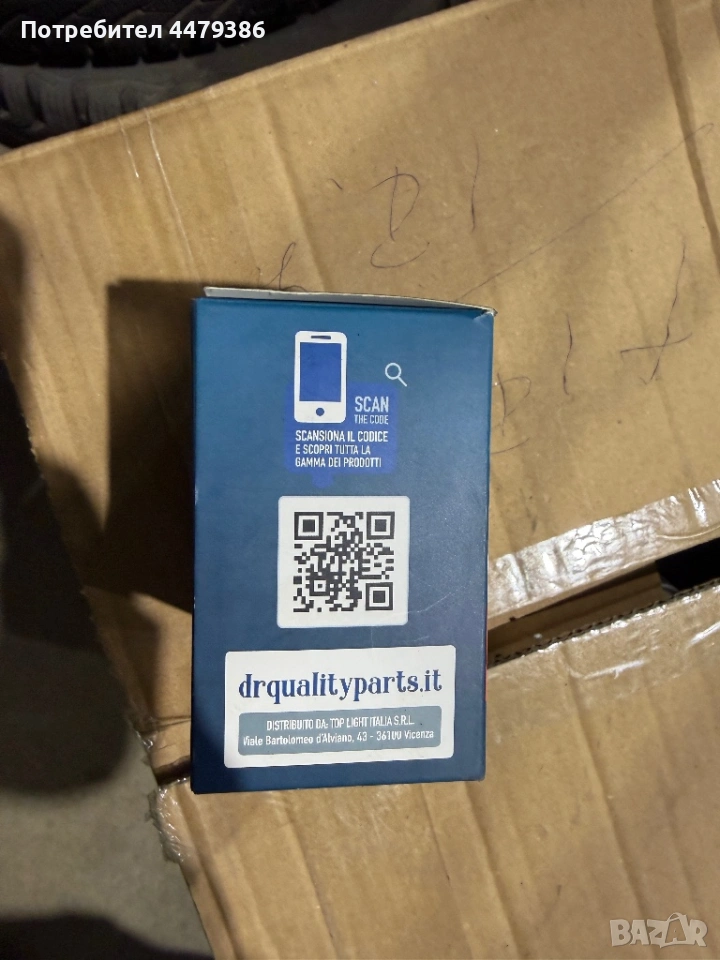 Потребител 4479386
SCAN
THE CODE
SCANSIONA IL CODICE
E SCOPRI TUTTA LA
GAMMA DEI PRODOTTI
drqualityparts.it
DISTRIBUITO DA: TOP LIGHT ITALIA S.R.L.
Viale Bartolomeo d'Alviano, 43 - 36100 Vicenza
BAZAR